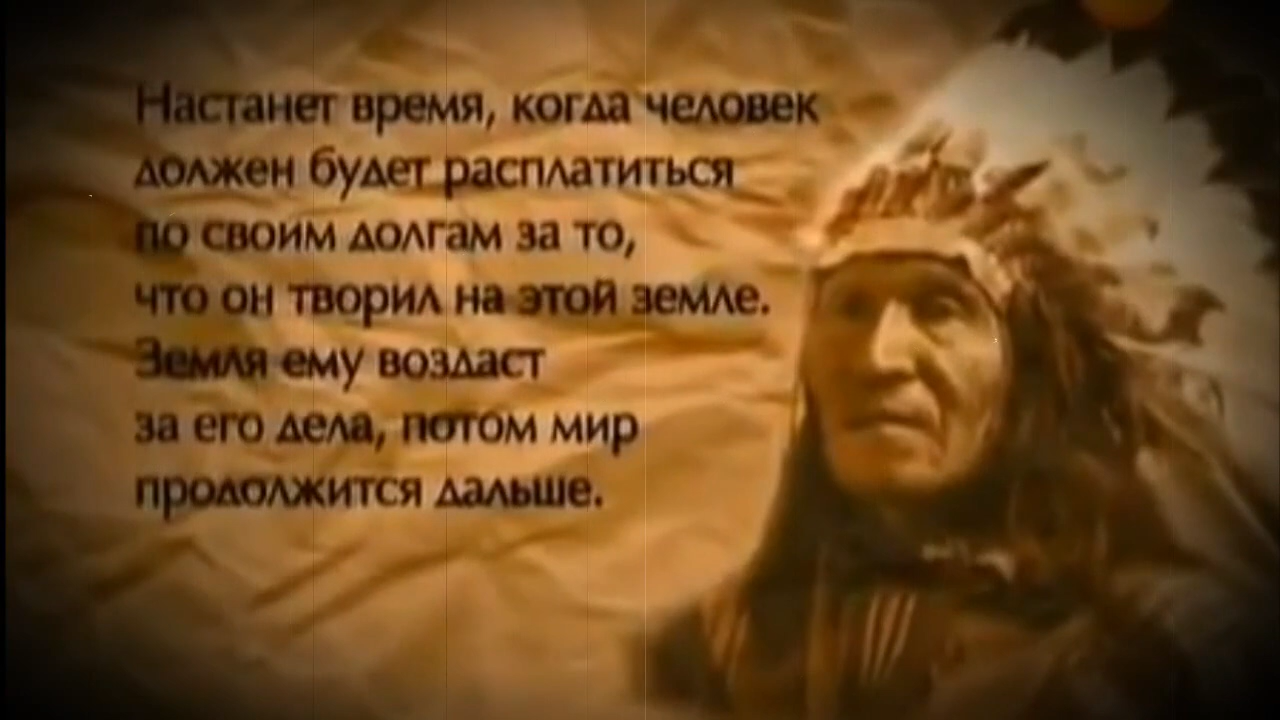 Настанет время, когда человек
должен будет расплатиться
по своим долгам за то,
что он творил на этой земле.
Земля ему воздаст
за его дела, потом мир
продолжится дальше.